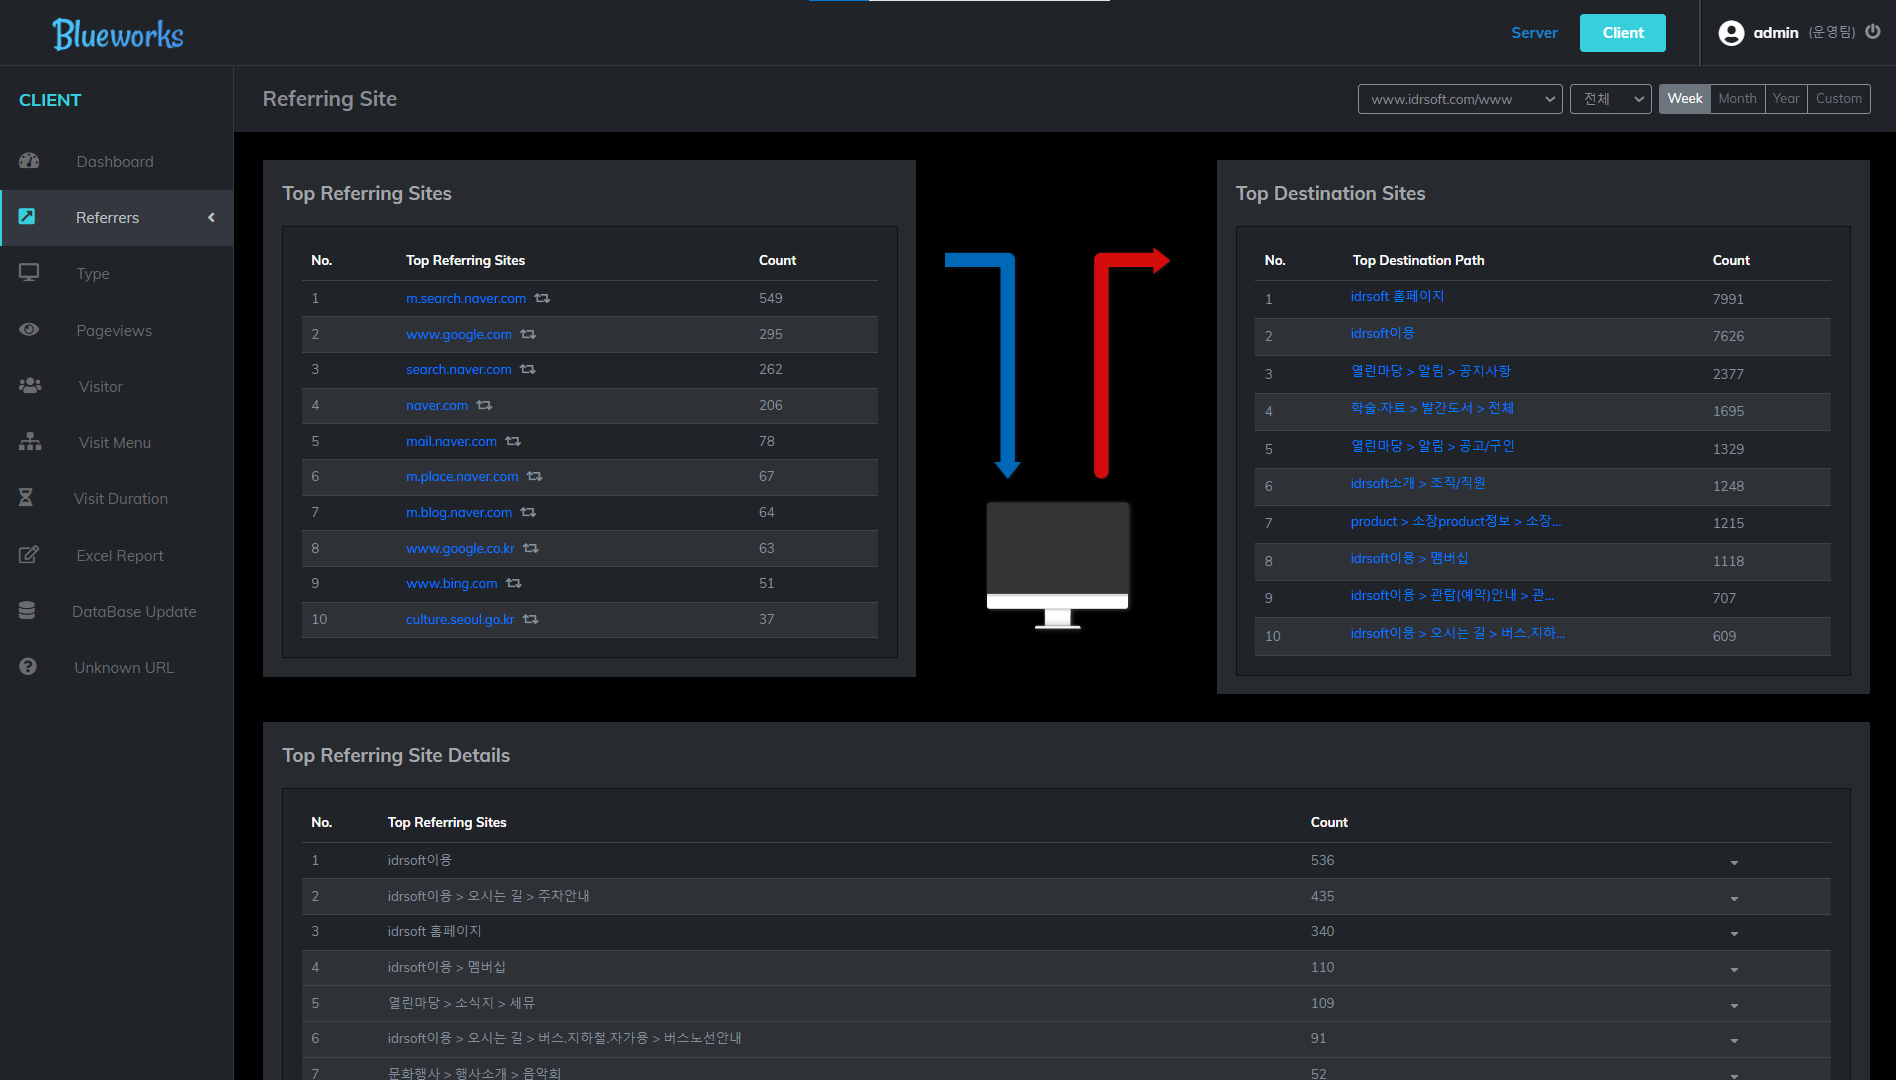 Blueworks
Server
Client
admin (운영팀)
CLIENT
Dashboard
Referrers
Type
Pageviews
Visitor
Visit Menu
Visit Duration
Excel Report
DataBase Update
Unknown URL
Referring Site
www.idrsoft.com/www
전체
Week Month Year Custom
Top Referring Sites
No. Top Referring Sites Count
1 m.search.naver.com 549
2 www.google.com 295
3 search.naver.com 262
4 naver.com 206
5 mail.naver.com 78
6 m.place.naver.com 67
7 m.blog.naver.com 64
8 www.google.co.kr 63
9 www.bing.com 51
10 culture.seoul.go.kr 37
Top Destination Sites
No. Top Destination Path Count
1 idrsoft 홈페이지 7991
2 idrsoft이용 7626
3 열린마당 > 알림 > 공지사항 2377
4 학술·자료 > 발간도서 > 전체 1695
5 열린마당 > 알림 > 공고/구인 1329
6 idrsoft소개 > 조직/직원 1248
7 product > 소장product정보 > 소장... 1215
8 idrsoft이용 > 멤버십 1118
9 idrsoft이용 > 관람(예약)안내 > 관... 707
10 idrsoft이용 > 오시는 길 > 버스.지하... 609
Top Referring Site Details
No. Top Referring Sites Count
1 idrsoft이용 536
2 idrsoft이용 > 오시는 길 > 주차안내 435
3 idrsoft 홈페이지 340
4 idrsoft이용 > 멤버십 110
5 열린마당 > 소식지 > 세뮤 109
6 idrsoft이용 > 오시는 길 > 버스.지하철.자가용 > 버스노선안내 91
7 문화행사 > 행사소개 > 음악회 52